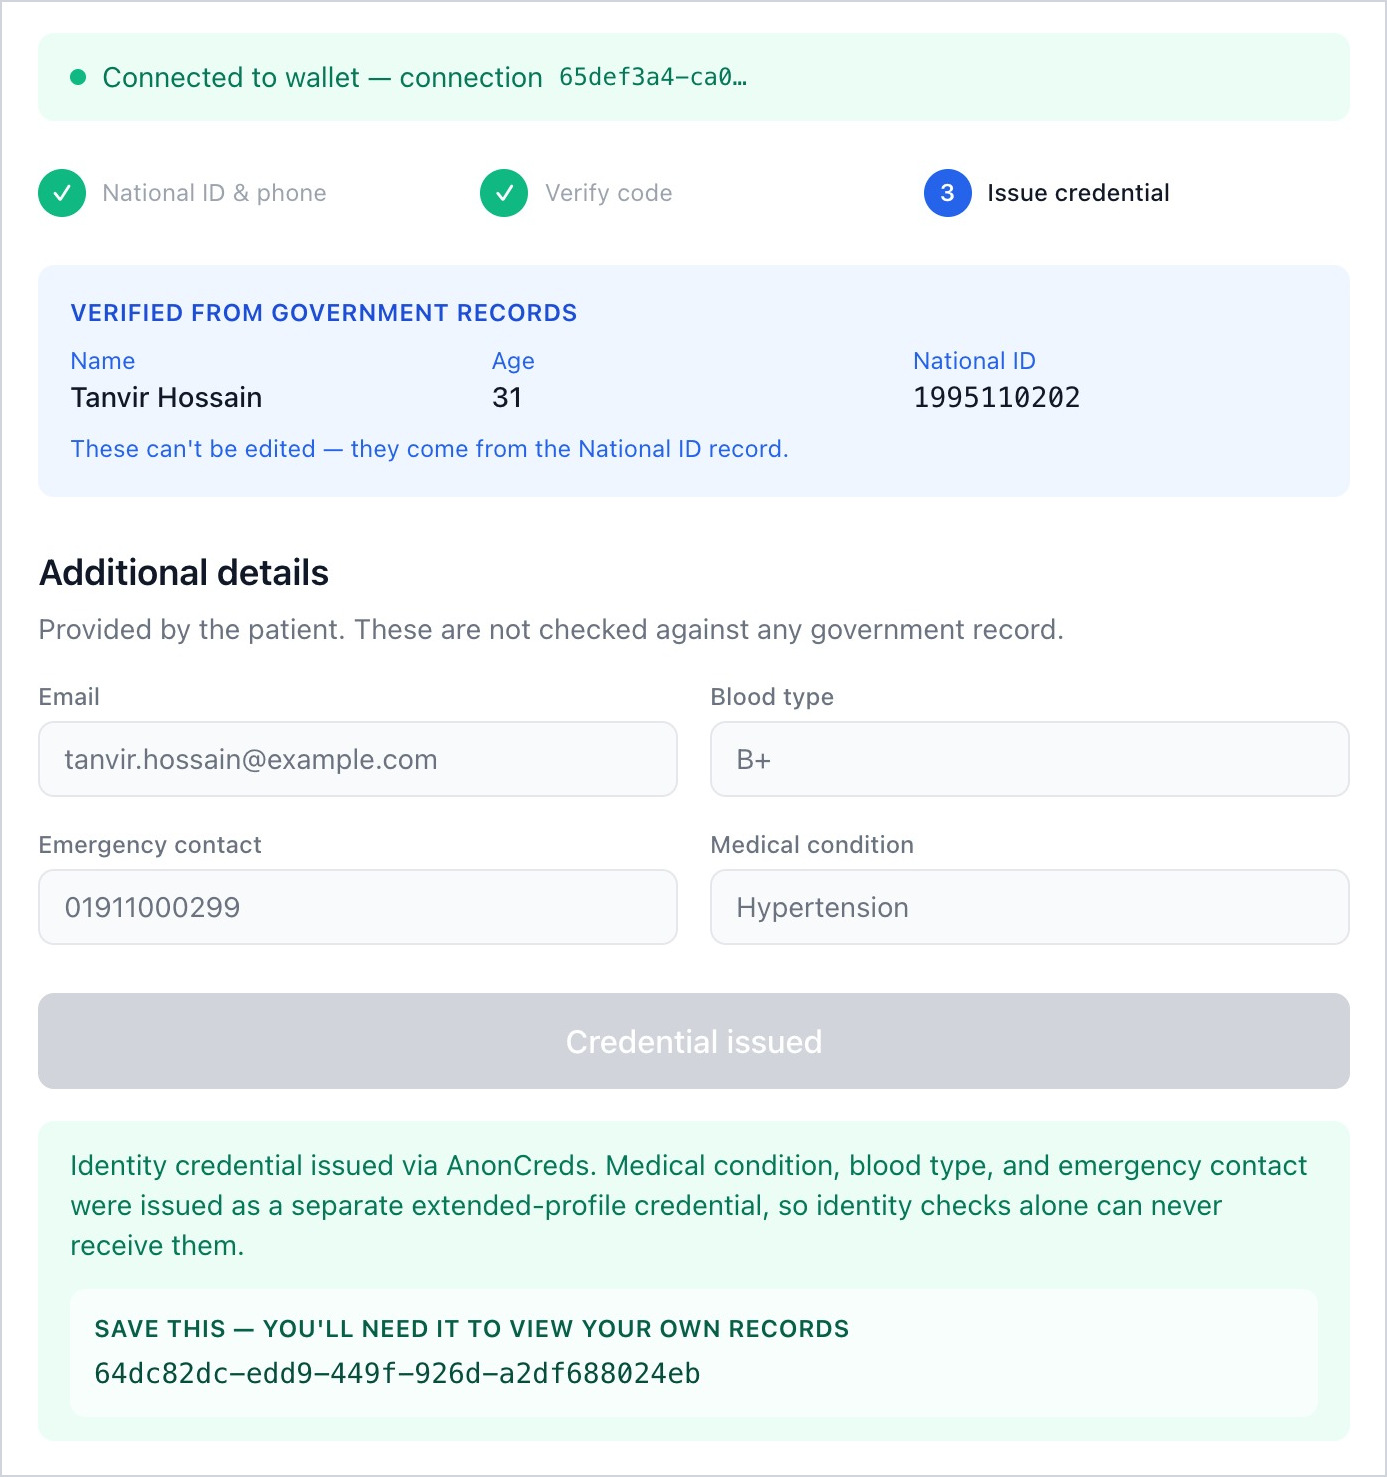 Connected to wallet — connection 65def3a4-ca0…
National ID & phone
Verify code
3 Issue credential
VERIFIED FROM GOVERNMENT RECORDS
Name Age National ID
Tanvir Hossain 31 1995110202
These can't be edited — they come from the National ID record.
Additional details
Provided by the patient. These are not checked against any government record.
Email Blood type
tanvir.hossain@example.com B+
Emergency contact Medical condition
01911000299 Hypertension
Credential issued
Identity credential issued via AnonCreds. Medical condition, blood type, and emergency contact
were issued as a separate extended-profile credential, so identity checks alone can never
receive them.
SAVE THIS — YOU'LL NEED IT TO VIEW YOUR OWN RECORDS
64dc82dc-edd9-449f-926d-a2df688024eb